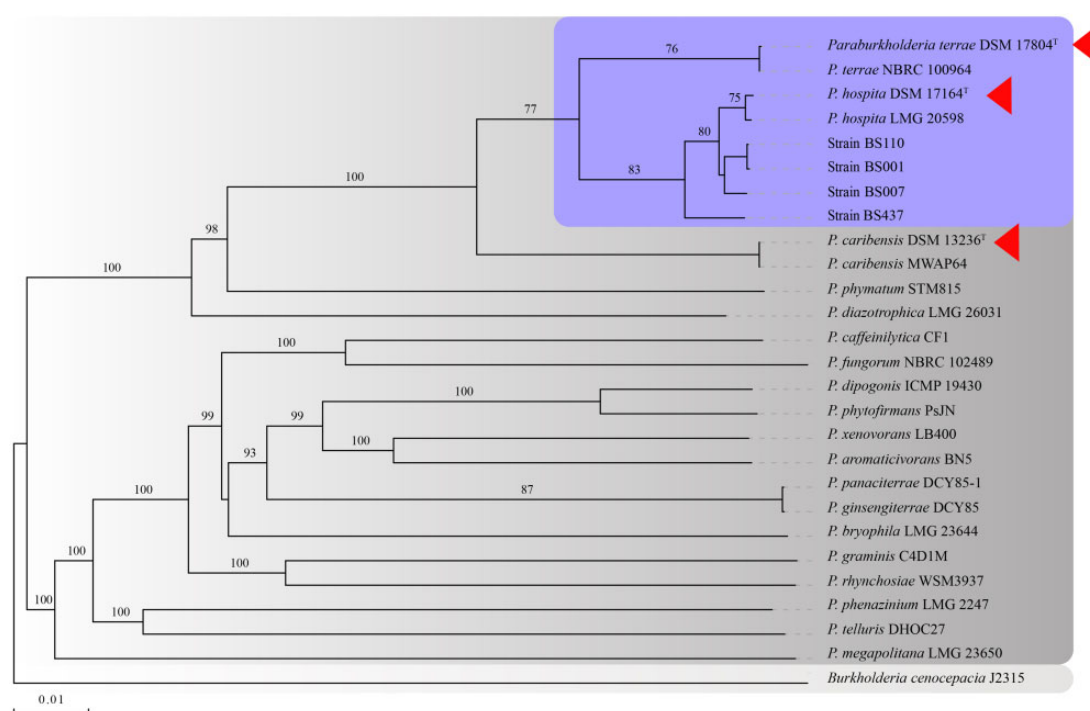 76
Paraburkholderia terrae DSM 17804ᵀ
P. terrae NBRC 100964
75
P. hospita DSM 17164ᵀ
77
P. hospita LMG 20598
80
Strain BS110
83
Strain BS001
100
Strain BS007
Strain BS437
98
P. caribensis DSM 13236ᵀ
100
P. caribensis MWAP64
P. phymatum STM815
P. diazotrophica LMG 26031
P. caffeinilytica CF1
100
P. fungorum NBRC 102489
P. dipogonis ICMP 19430
100
99
99
P. phytofirmans PsJN
P. xenovorans LB400
100
93
P. aromaticivorans BN5
P. panaciterrae DCY85-1
100
87
P. ginsengiterrae DCY85
P. bryophila LMG 23644
100
P. graminis C4D1M
100
P. rhynchosiae WSM3937
100
P. phenazinium LMG 2247
100
P. telluris DHOC27
P. megapolitana LMG 23650
Burkholderia cenocepacia J2315
0.01